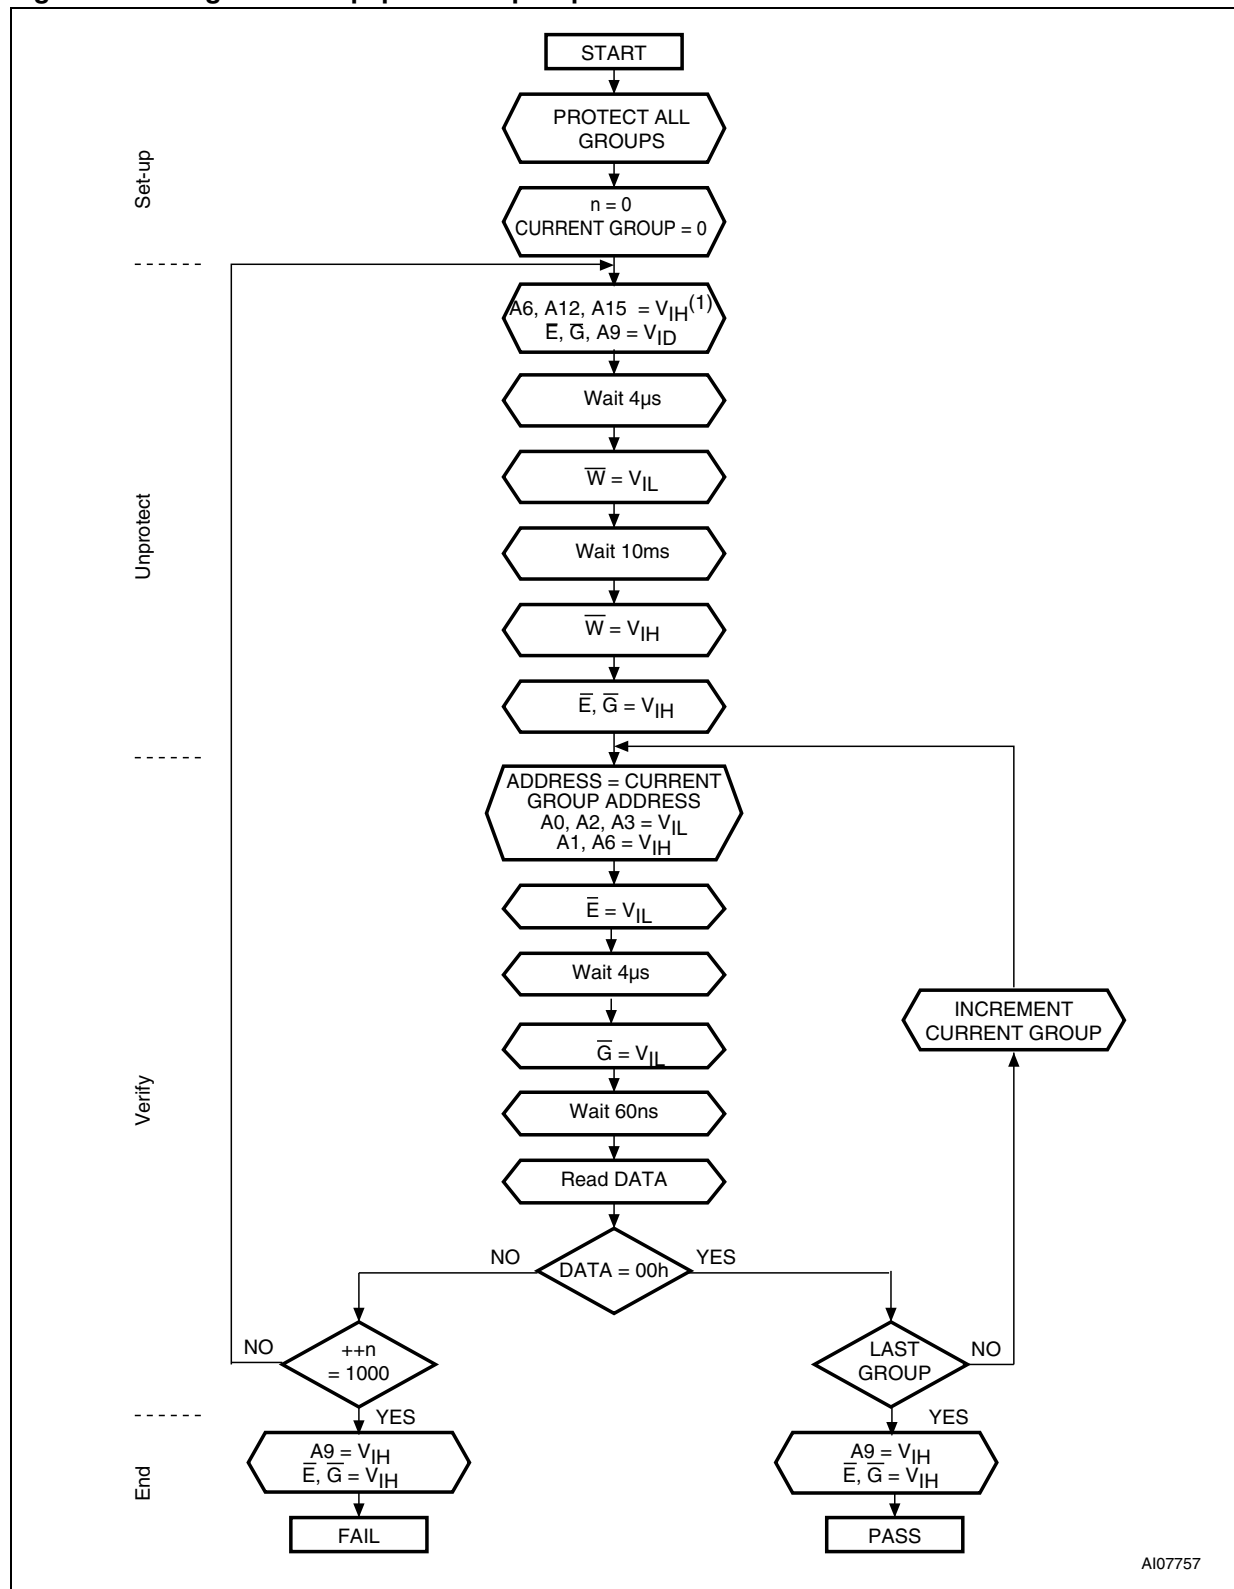 START
PROTECT ALL
GROUPS
Set-up
n = 0
CURRENT GROUP = 0
A6, A12, A15 = VIH(1)
E̅, G̅, A9 = VID
Wait 4µs
W̅ = VIL
Unprotect
Wait 10ms
W̅ = VIH
E̅, G̅ = VIH
ADDRESS = CURRENT
GROUP ADDRESS
A0, A2, A3 = VIL
A1, A6 = VIH
E̅ = VIL
Wait 4µs
INCREMENT
CURRENT GROUP
G̅ = VIL
Verify
Wait 60ns
Read DATA
NO
YES
DATA = 00h
NO
++n
= 1000
LAST
GROUP
NO
YES
YES
End
A9 = VIH
E̅, G̅ = VIH
A9 = VIH
E̅, G̅ = VIH
FAIL
PASS
AI07757